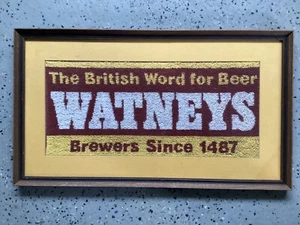 The British Word for Beer
WATNEYS
Brewers Since 1487